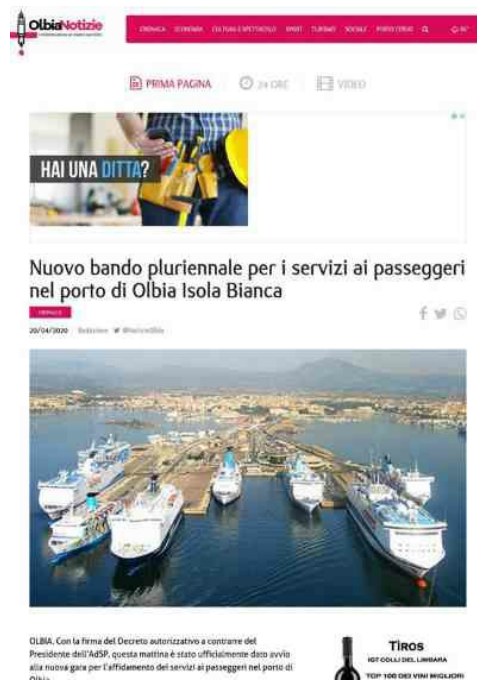 OlbiaNotizie
CRONACA ECONOMIA CULTURA E SPETTACOLO SPORT TURISMO SOCIALE PORTO CERVO
PRIMA PAGINA 24 ORE VIDEO
HAI UNA DITTA?
Nuovo bando pluriennale per i servizi ai passeggeri
nel porto di Olbia Isola Bianca
CRONACA
20/04/2020 Redazione
OLBIA. Con la firma del Decreto autorizzativo a contrarre del
Presidente dell'AdSP, questa mattina è stato ufficialmente dato avvio
alla nuova gara per l'affidamento dei servizi ai passeggeri nel porto di
Olbia
TIROS
IGT COLLI DEL LIMBARA
TOP 100 DEI VINI MIGLIORI